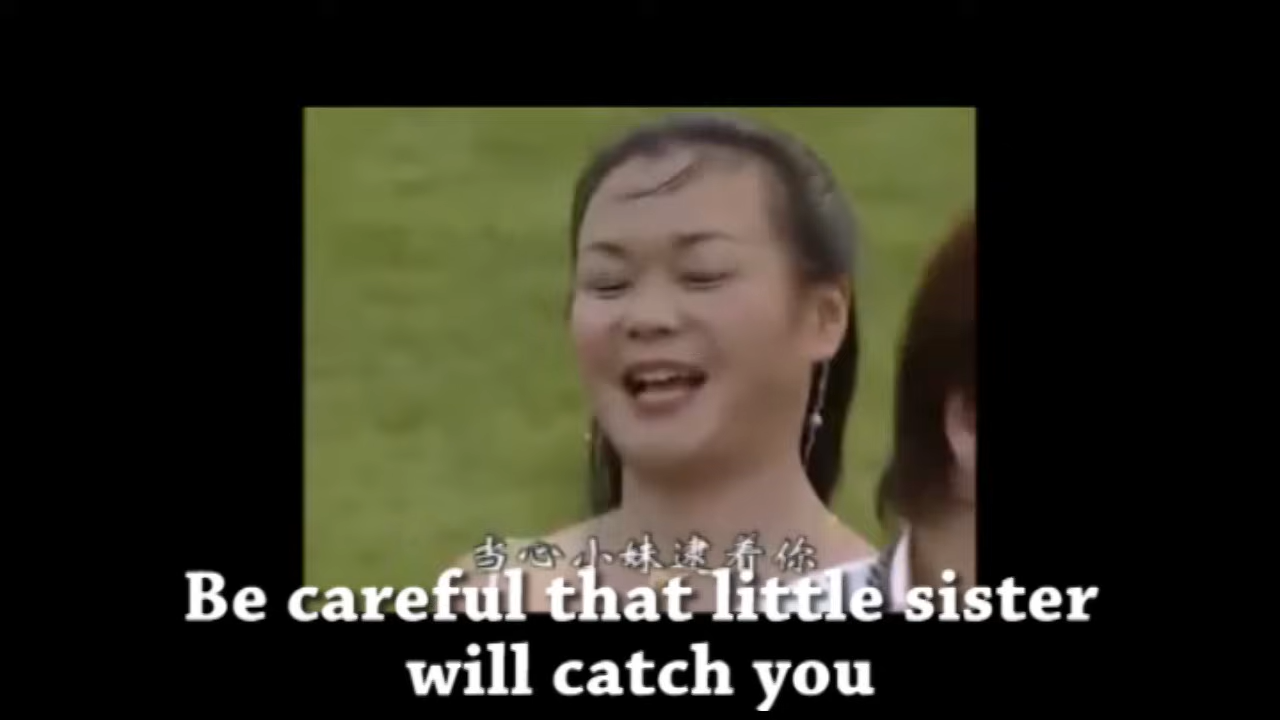 当心小妹逮着你
Be careful that little sister
will catch you